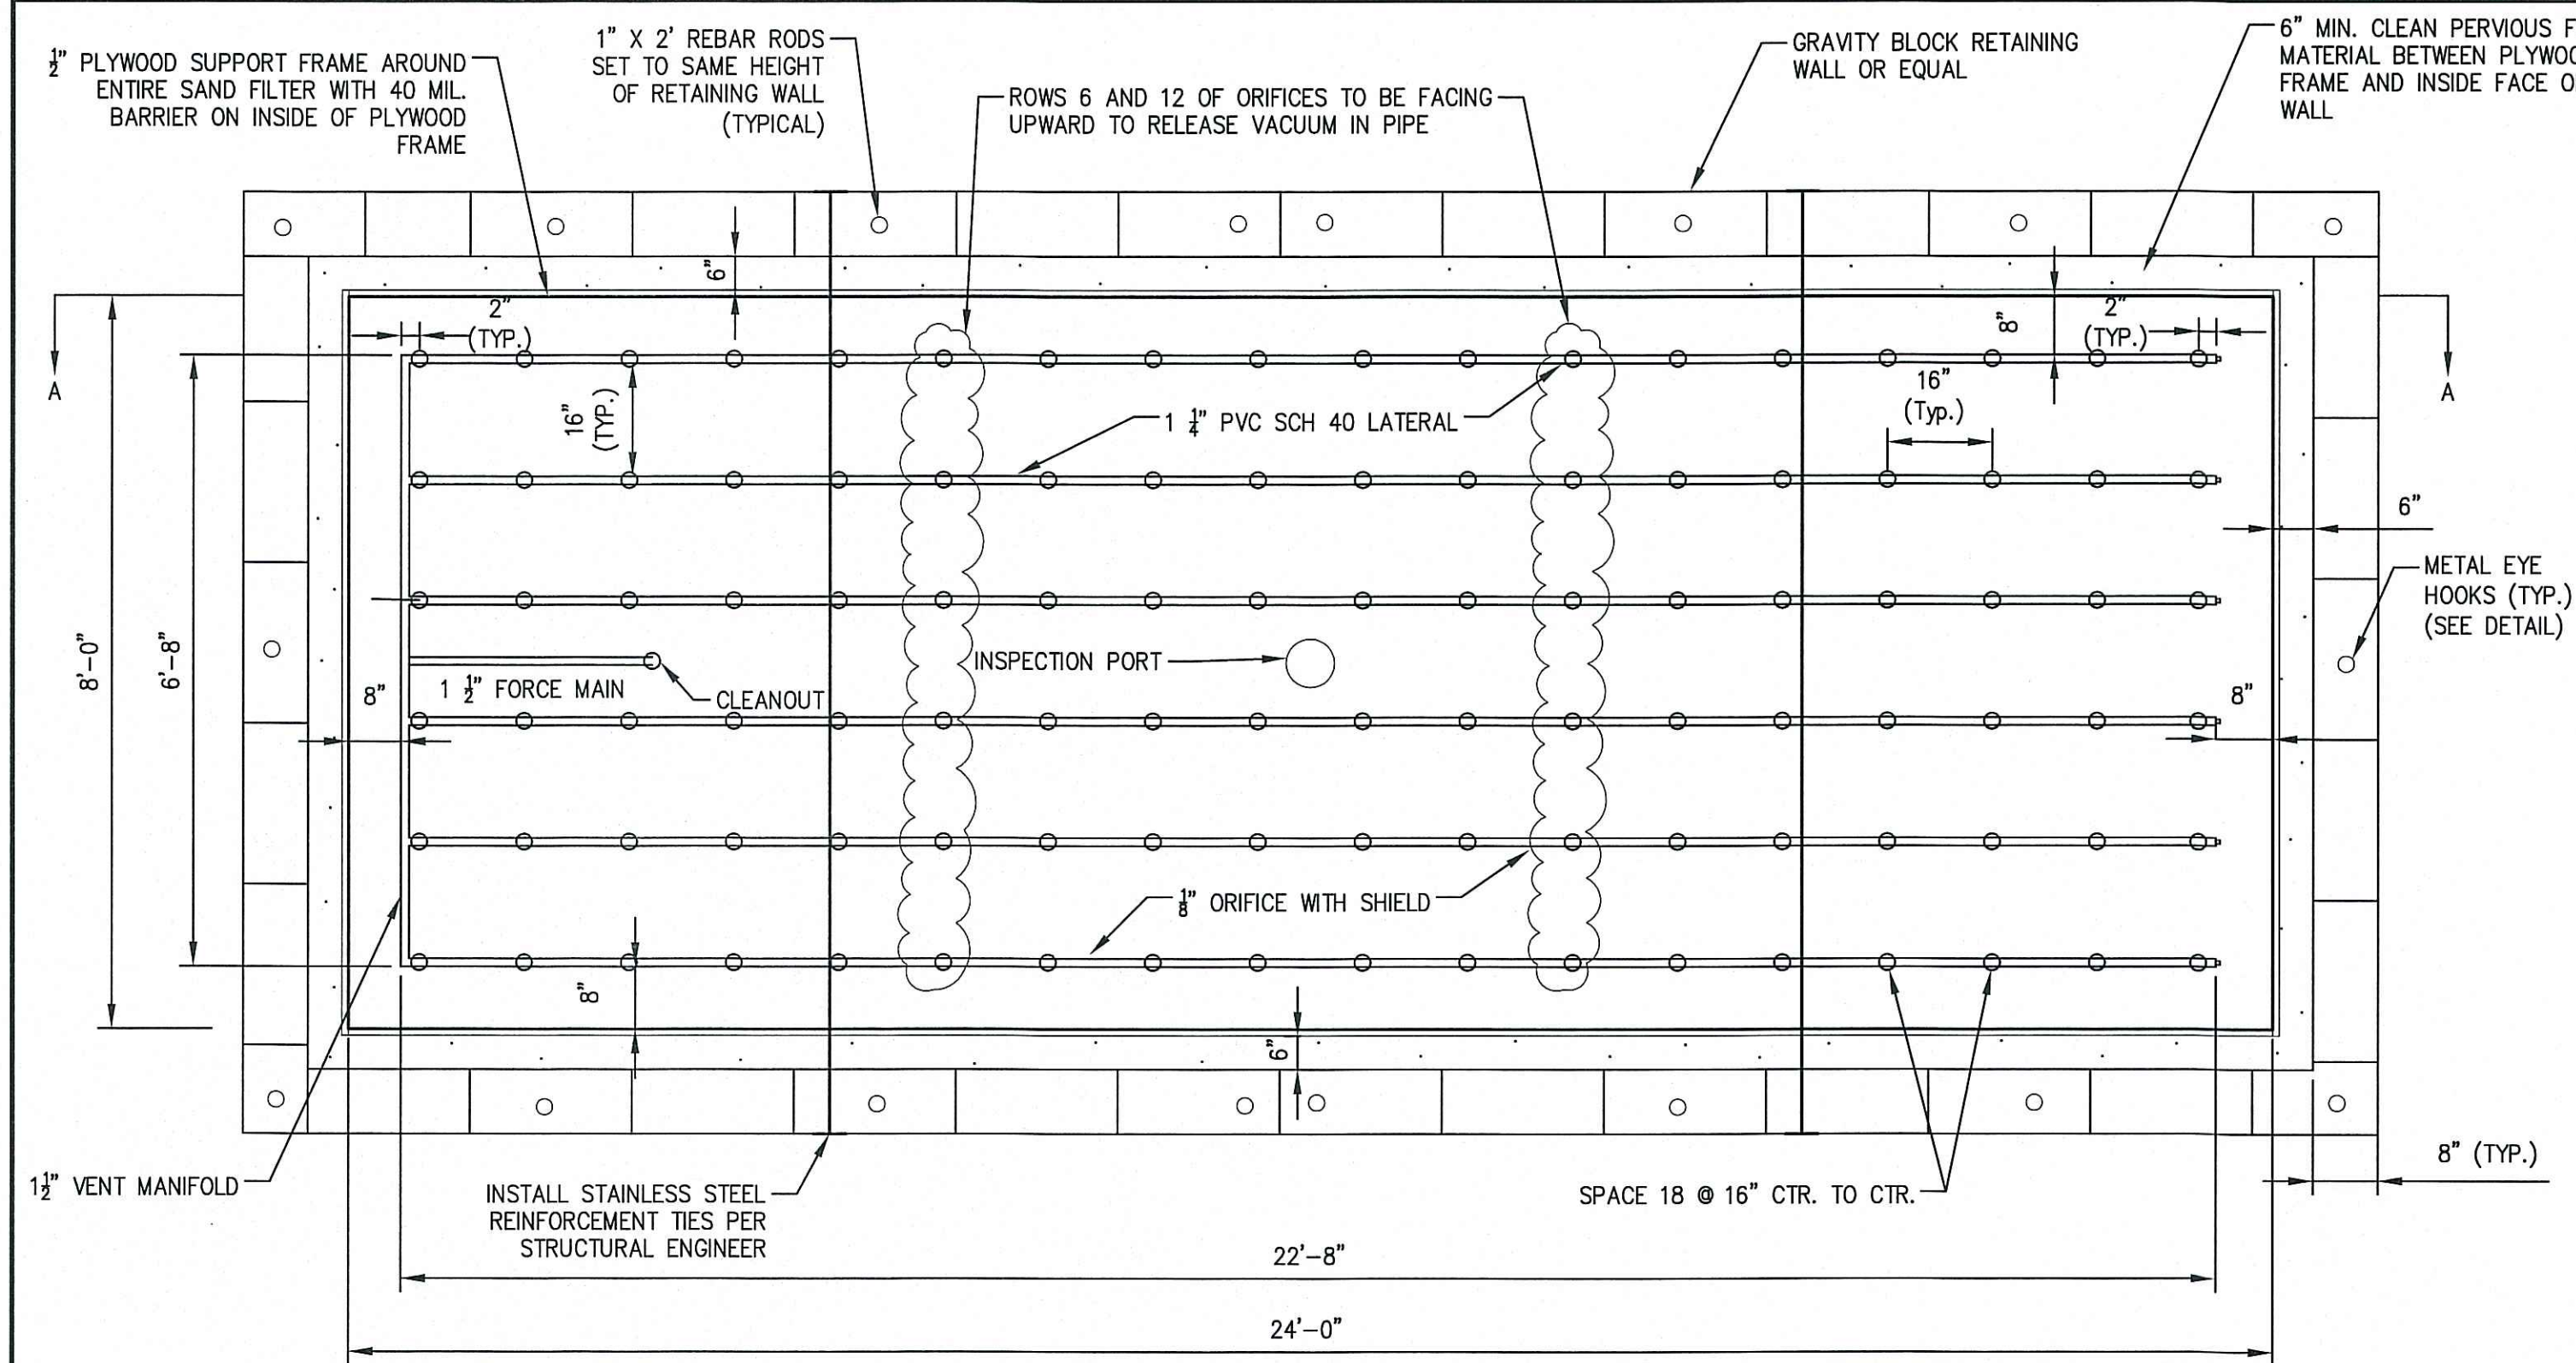 ½" PLYWOOD SUPPORT FRAME AROUND
ENTIRE SAND FILTER WITH 40 MIL.
BARRIER ON INSIDE OF PLYWOOD
FRAME
1" X 2' REBAR RODS
SET TO SAME HEIGHT
OF RETAINING WALL
(TYPICAL)
ROWS 6 AND 12 OF ORIFICES TO BE FACING
UPWARD TO RELEASE VACUUM IN PIPE
GRAVITY BLOCK RETAINING
WALL OR EQUAL
6" MIN. CLEAN PERVIOUS F
MATERIAL BETWEEN PLYWOO
FRAME AND INSIDE FACE O
WALL
6"
2"
(TYP.)
8"
2"
(TYP.)
A
A
16"
(TYP.)
1 ¼" PVC SCH 40 LATERAL
16"
(Typ.)
6"
METAL EYE
HOOKS (TYP.)
(SEE DETAIL)
8'-0"
6'-8"
8"
1 ½" FORCE MAIN
CLEANOUT
INSPECTION PORT
8"
⅛" ORIFICE WITH SHIELD
8"
6"
1½" VENT MANIFOLD
INSTALL STAINLESS STEEL
REINFORCEMENT TIES PER
STRUCTURAL ENGINEER
SPACE 18 @ 16" CTR. TO CTR.
8" (TYP.)
22'-8"
24'-0"